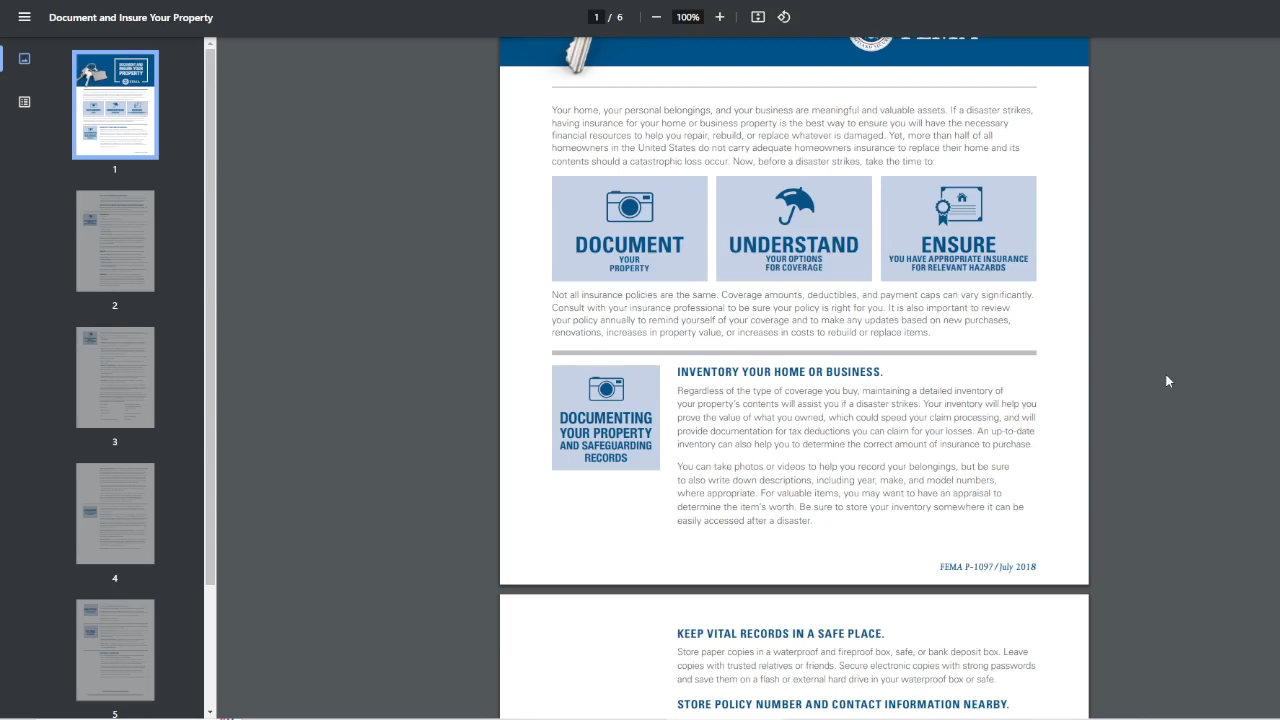 Document and Insure Your Property
1 / 6
100%
1
2
3
4
5
FEMA
Your home, your personal belongings, and your business are meaningful and valuable assets. If a disaster strikes,
having insurance for your home or business property is the best way to ensure you will have the necessary
financial resources to help you repair, rebuild, or replace whatever is damaged. Yet, more than half of all
homeowners in the United States do not carry adequate homeowners insurance to replace their home and its
contents should a catastrophic loss occur. Now, before a disaster strikes, take the time to:
DOCUMENT
YOUR
PROPERTY
UNDERSTAND
YOUR OPTIONS
FOR COVERAGE
ENSURE
YOU HAVE APPROPRIATE INSURANCE
FOR RELEVANT HAZARDS
Not all insurance policies are the same. Coverage amounts, deductibles, and payment caps can vary significantly.
Consult with your insurance professional to be sure your policy is right for you. It is also important to review
your policy annually to remind yourself of your coverage and to make any updates based on new purchases,
renovations, increases in property value, or increases in costs to rebuild or replace items.
DOCUMENTING
YOUR PROPERTY
AND SAFEGUARDING
RECORDS
INVENTORY YOUR HOME OR BUSINESS.
Regardless of the type of coverage you buy, maintaining a detailed inventory of
your property's contents will assist you if a disaster strikes. Your inventory will help you
prove the value of what you owned, which could speed your claim processing, and will
provide documentation for tax deductions you can claim for your losses. An up-to-date
inventory can also help you to determine the correct amount of insurance to purchase.
You can take photos or videos to help you record your belongings, but be sure
to also write down descriptions, including year, make, and model numbers,
where appropriate. For valuable items, you may want to have an appraisal to
determine the item's worth. Be sure to store your inventory somewhere it can be
easily accessed after a disaster.
FEMA P-1097/July 2018
KEEP VITAL RECORDS IN A SAFE PLACE.
Store paper copies in a waterproof and fireproof box, safe, or bank deposit box. Leave
copies with trusted relatives or friends. Secure electronic copies with strong passwords
and save them on a flash or external hard drive in your waterproof box or safe.
STORE POLICY NUMBER AND CONTACT INFORMATION NEARBY.